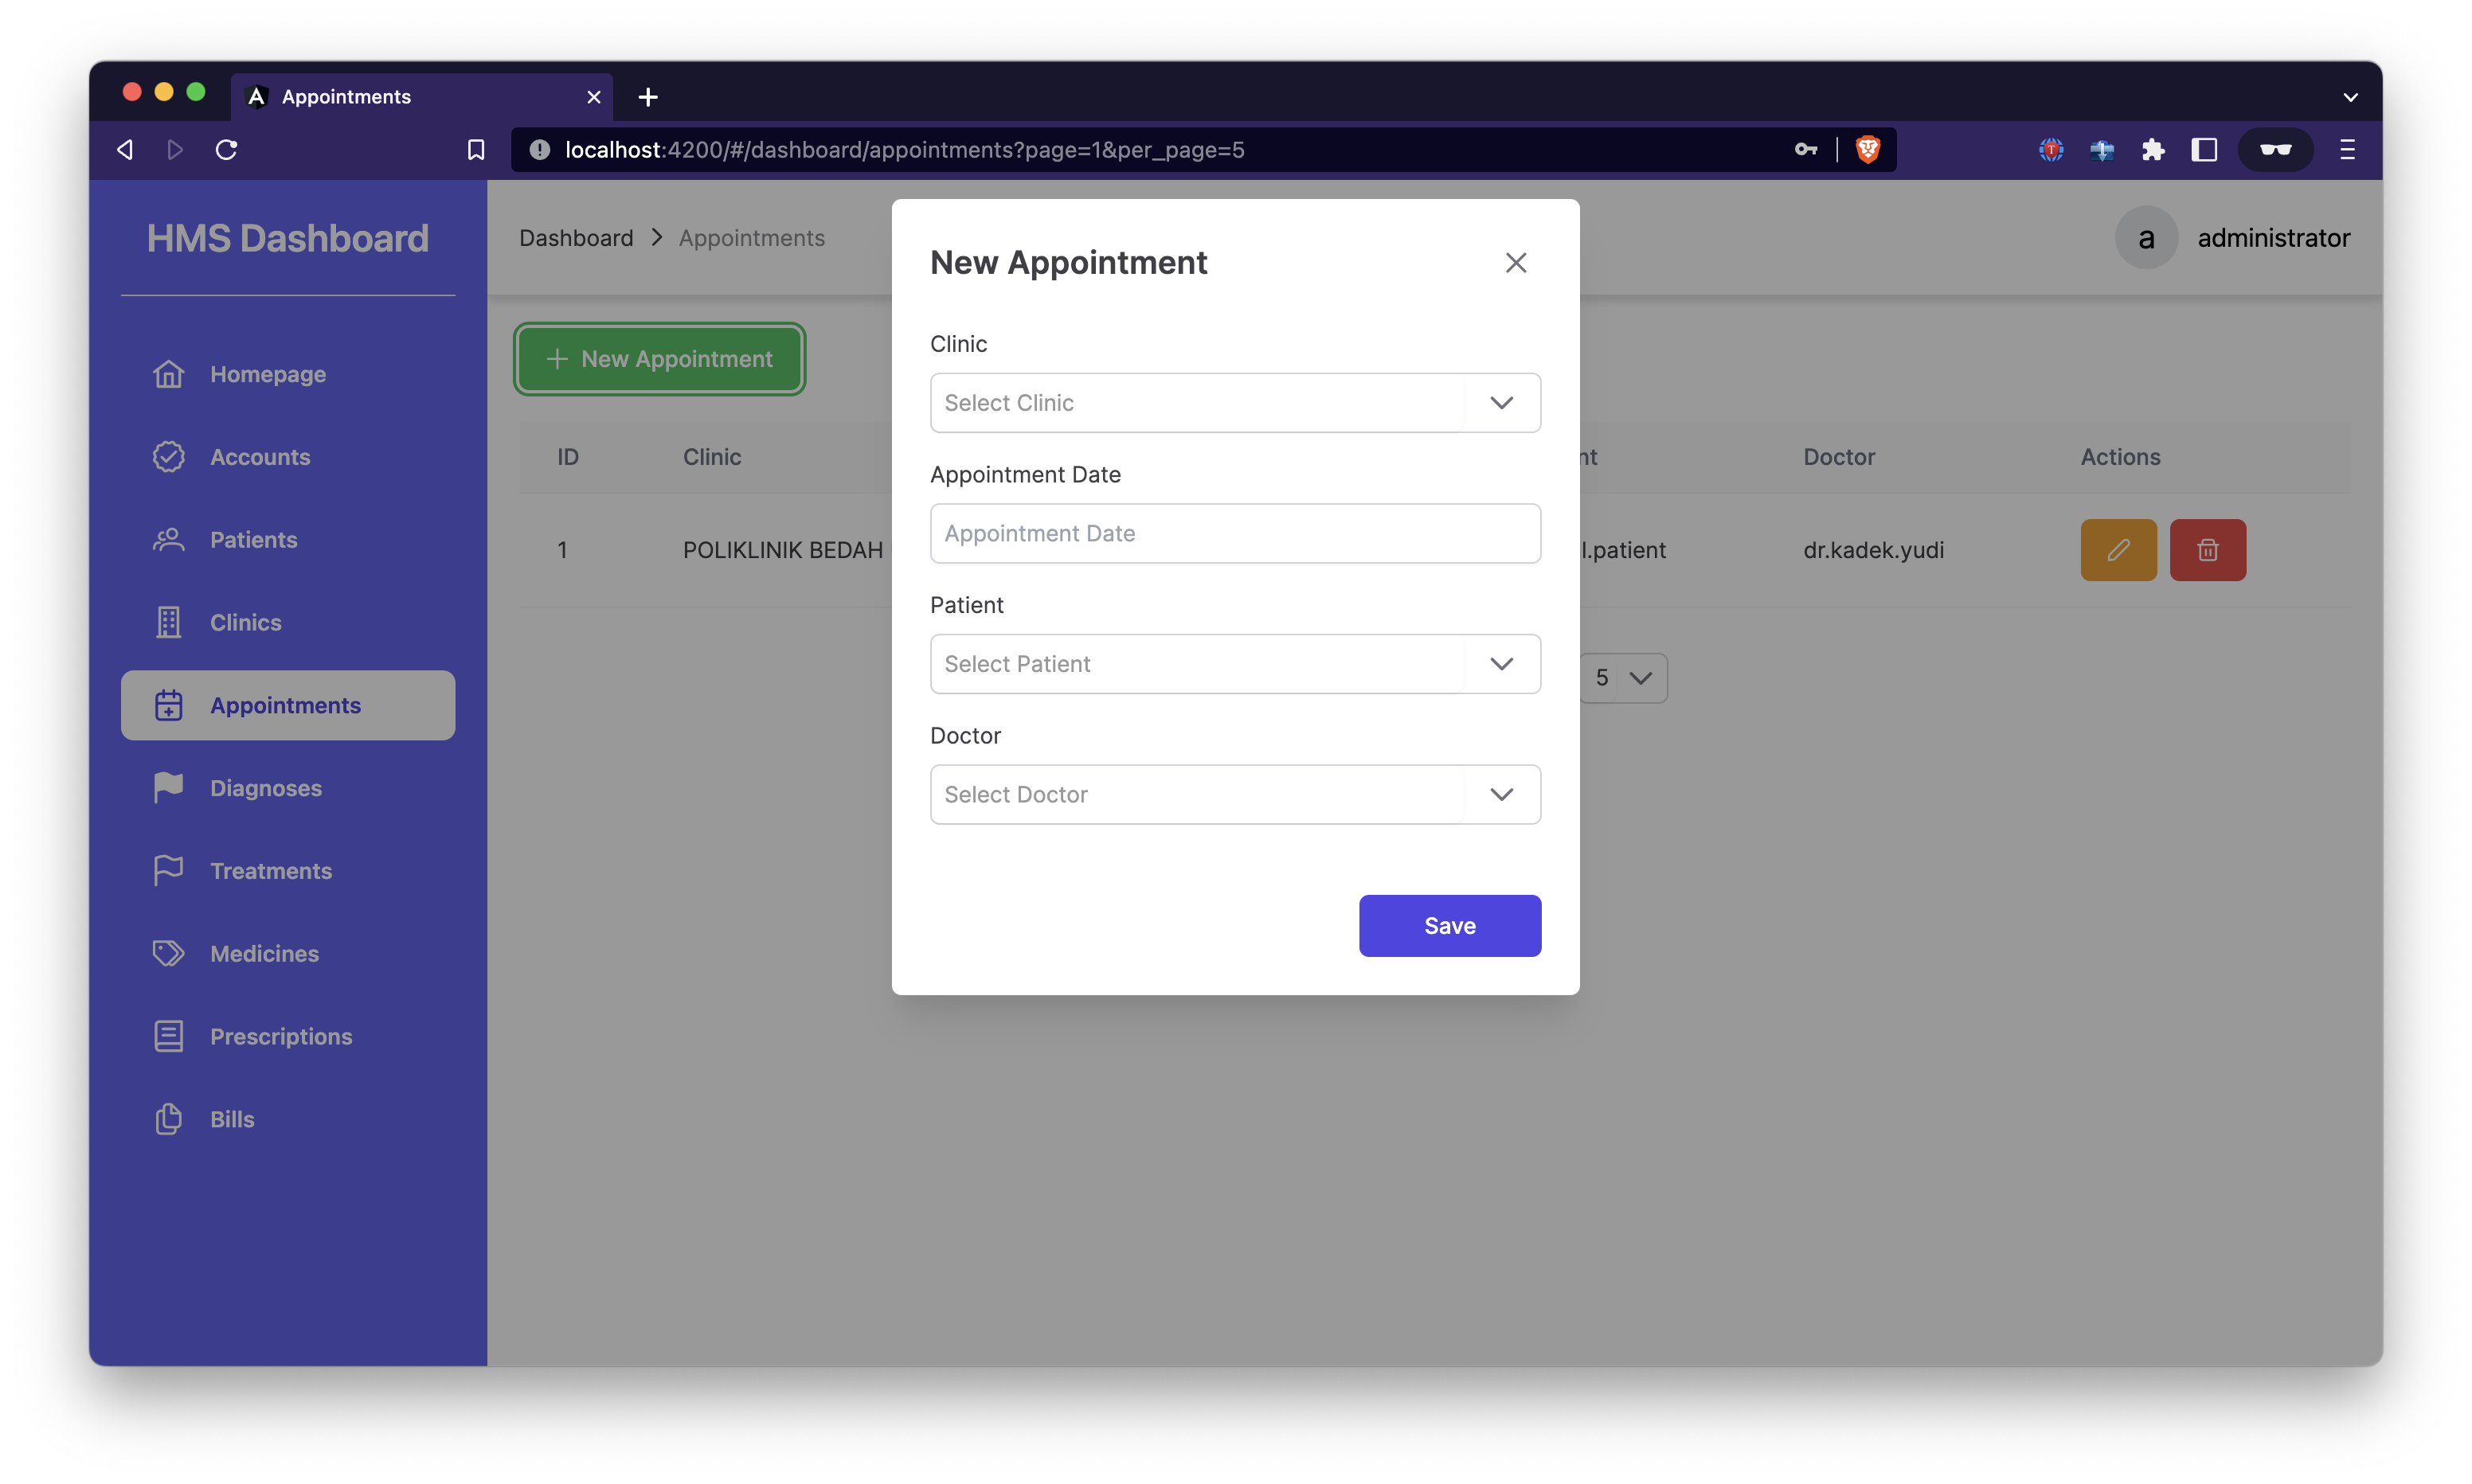 Appointments
localhost:4200/#/dashboard/appointments?page=1&per_page=5
HMS Dashboard
Homepage
Accounts
Patients
Clinics
Appointments
Diagnoses
Treatments
Medicines
Prescriptions
Bills
Dashboard > Appointments
a administrator
+ New Appointment
ID Clinic nt Doctor Actions
1 POLIKLINIK BEDAH l.patient dr.kadek.yudi
5
New Appointment
Clinic
Select Clinic
Appointment Date
Appointment Date
Patient
Select Patient
Doctor
Select Doctor
Save